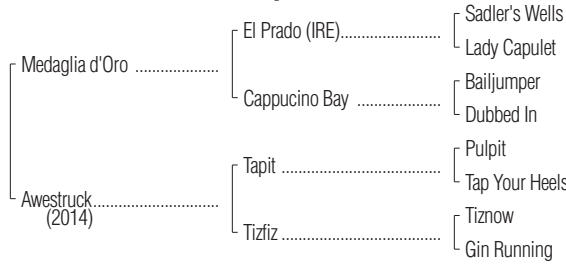 Sadler's Wells
El Prado (IRE)....................
Lady Capulet
Medaglia d'Oro .................
Bailjumper
Cappucino Bay .................
Dubbed In
Pulpit
Tapit ................................
Tap Your Heels
Awestruck.........................
(2014)
Tiznow
Tizfiz ................................
Gin Running